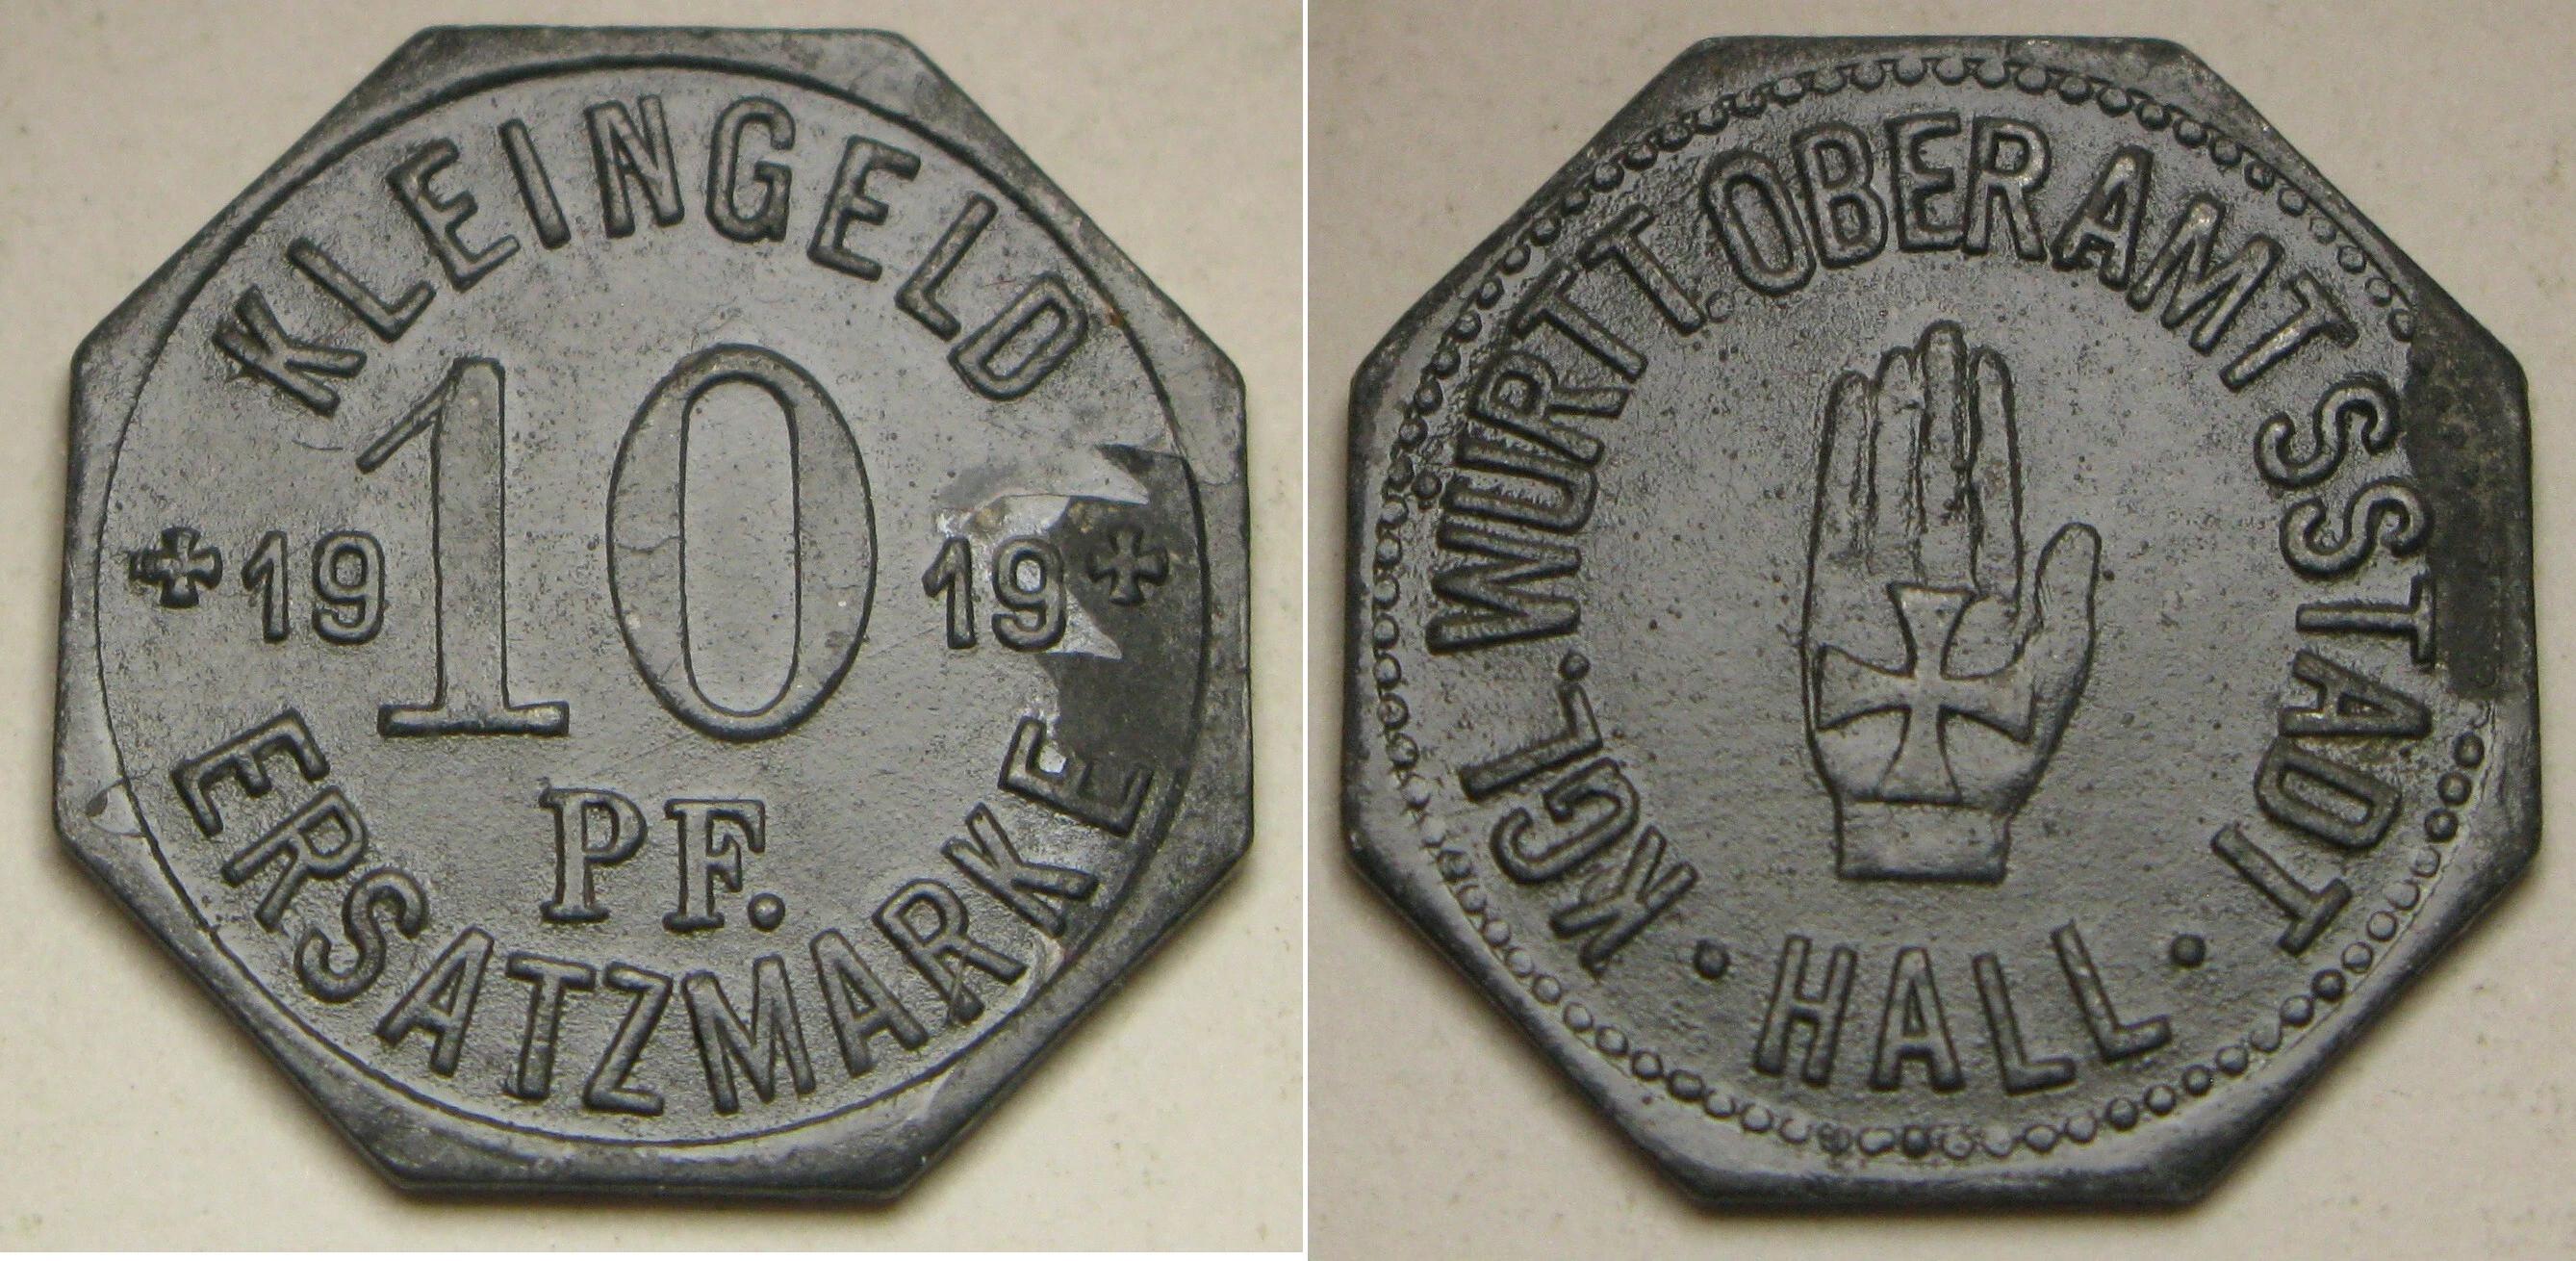 KLEINGELD
19 10 19
PF.
ERSATZMARKE
KGL. WÜRTT. OBERAMTSSTADT
• HALL •